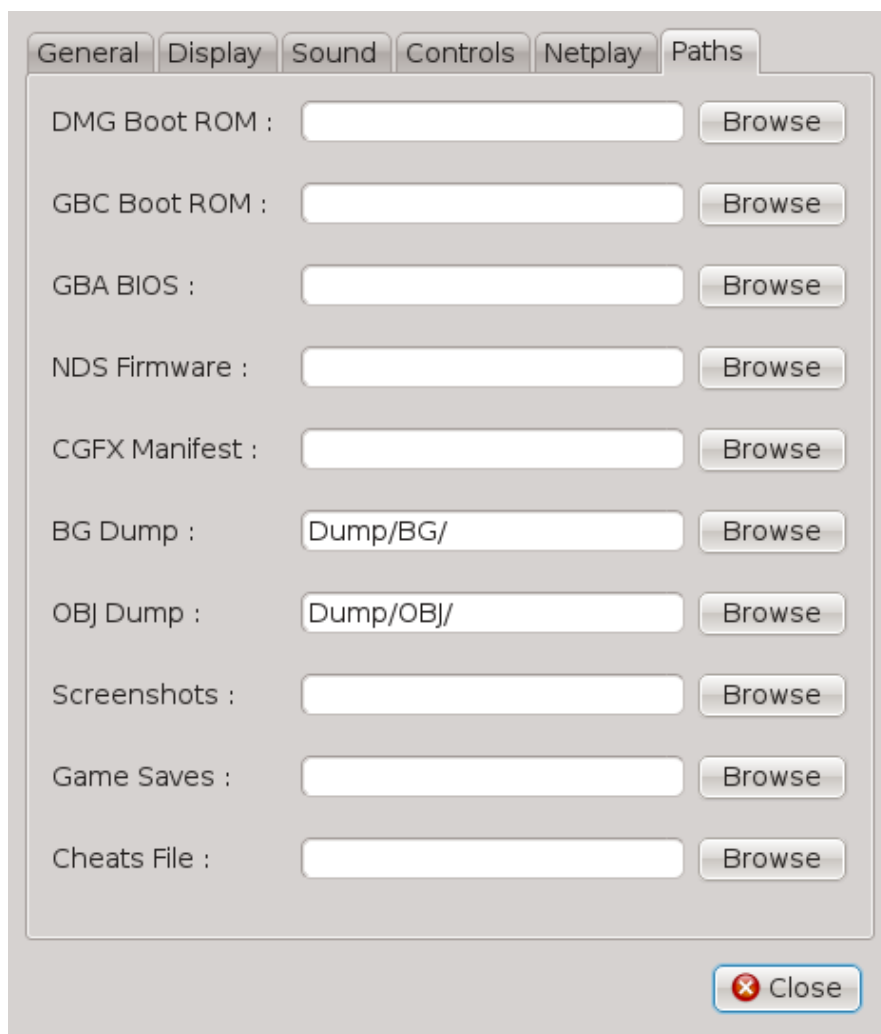 General Display Sound Controls Netplay Paths
DMG Boot ROM : Browse
GBC Boot ROM : Browse
GBA BIOS : Browse
NDS Firmware : Browse
CGFX Manifest : Browse
BG Dump : Dump/BG/ Browse
OBJ Dump : Dump/OBJ/ Browse
Screenshots : Browse
Game Saves : Browse
Cheats File : Browse
Close